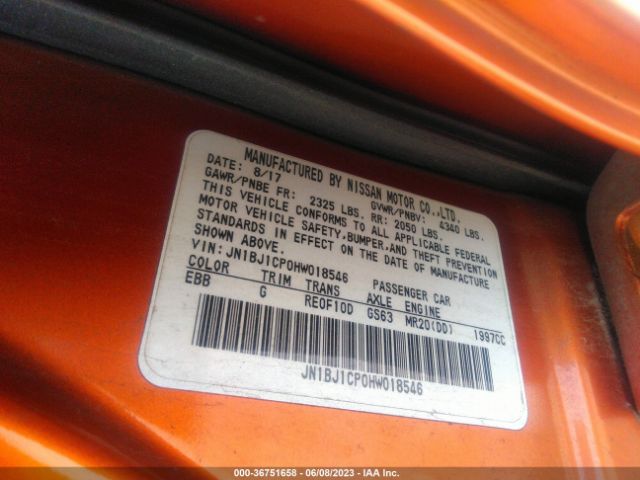 MANUFACTURED BY NISSAN MOTOR CO.,LTD.
DATE: 8/17 GVWR/PNBV: 4340 LBS.
GAWR/PNBE FR: 2325 LBS. RR: 2050 LBS.
THIS VEHICLE CONFORMS TO ALL APPLICABLE FEDERAL
MOTOR VEHICLE SAFETY,BUMPER,AND THEFT PREVENTION
STANDARDS IN EFFECT ON THE DATE OF MANUFACTURE
SHOWN ABOVE.
VIN: JN1BJ1CP0HW018546 PASSENGER CAR
COLOR TRIM TRANS AXLE ENGINE
EBB G RE0F10D GS63 MR20(DD) 1997CC
JN1BJ1CP0HW018546
000-36751658 - 06/08/2023 - IAA Inc.